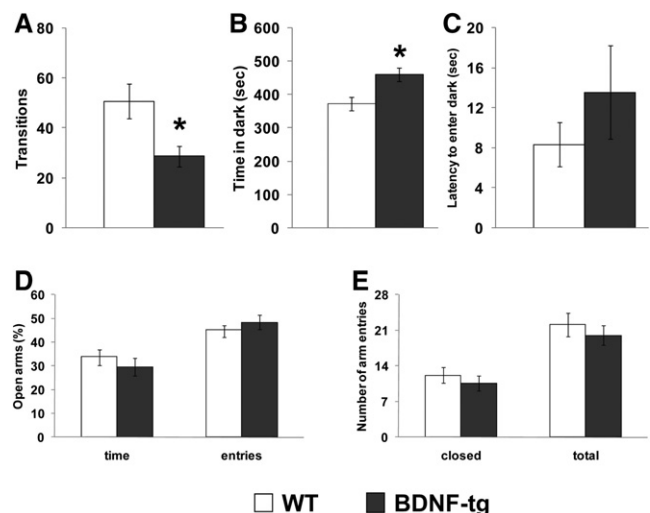 A
Transitions
80
60
40
20
0
*
B
Time in dark (sec)
600
500
400
300
200
100
0
*
C
Latency to enter dark (sec)
20
16
12
8
4
0
D
Open arms (%)
60
50
40
30
20
10
0
time entries
E
Number of arm entries
28
21
14
7
0
closed total
WT BDNF-tg